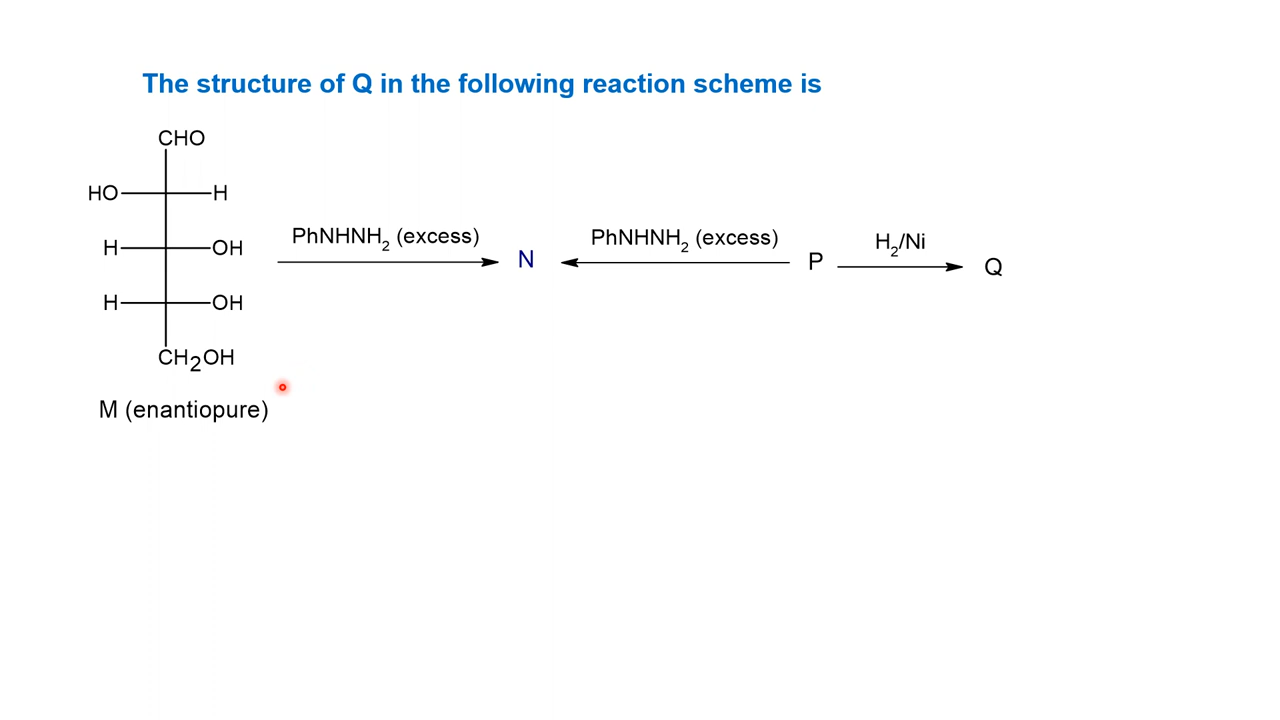 The structure of Q in the following reaction scheme is
CHO
HO H
H OH
H OH
CH2OH
M (enantiopure)
PhNHNH2 (excess)
N
PhNHNH2 (excess)
P
H2/Ni
Q